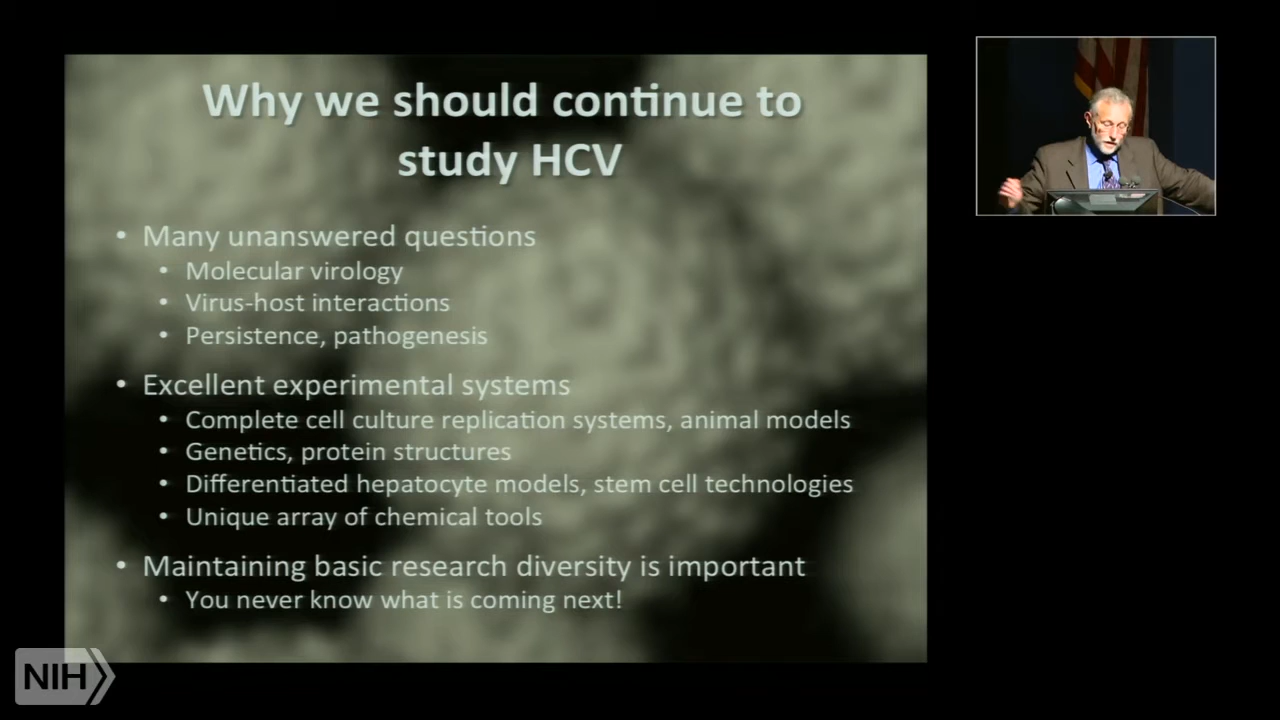 Why we should continue to
study HCV
• Many unanswered questions
• Molecular virology
• Virus-host interactions
• Persistence, pathogenesis
• Excellent experimental systems
• Complete cell culture replication systems, animal models
• Genetics, protein structures
• Differentiated hepatocyte models, stem cell technologies
• Unique array of chemical tools
• Maintaining basic research diversity is important
• You never know what is coming next!
NIH